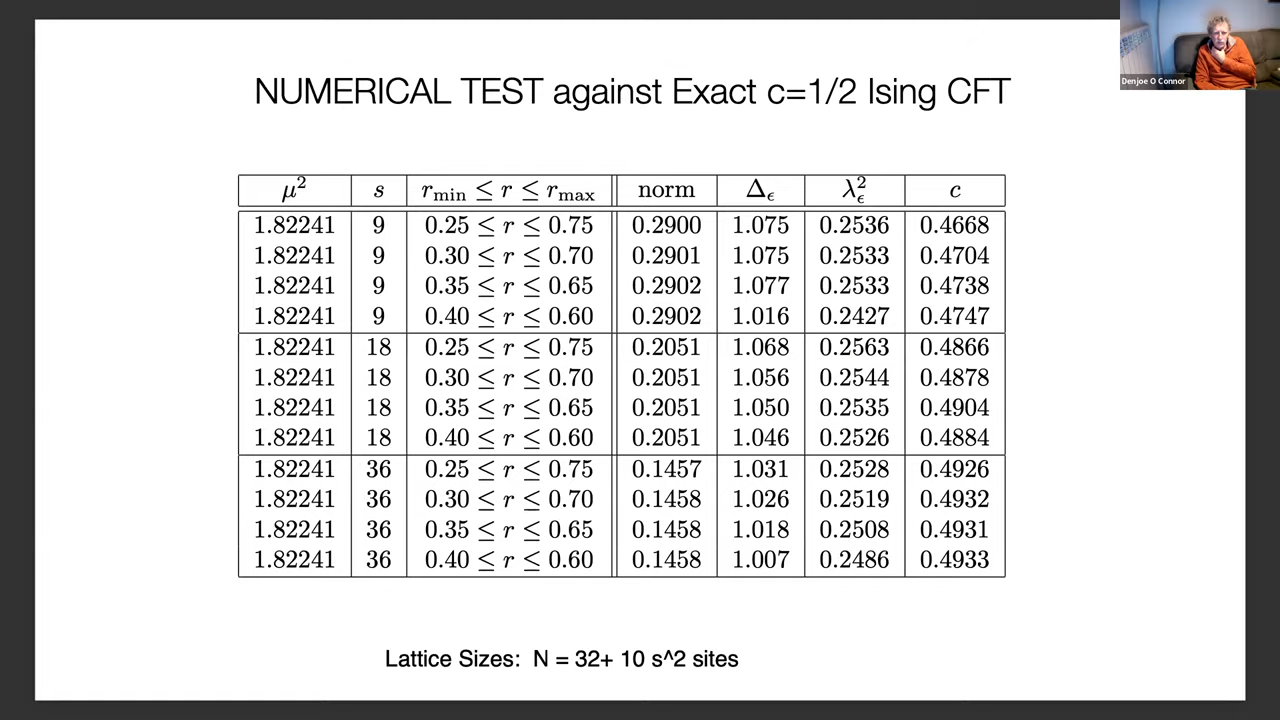 Denjoe O Connor
NUMERICAL TEST against Exact c=1/2 Ising CFT
μ² s r_min ≤ r ≤ r_max norm Δ_ϵ λ²_ϵ c
1.82241 9 0.25 ≤ r ≤ 0.75 0.2900 1.075 0.2536 0.4668
1.82241 9 0.30 ≤ r ≤ 0.70 0.2901 1.075 0.2533 0.4704
1.82241 9 0.35 ≤ r ≤ 0.65 0.2902 1.077 0.2533 0.4738
1.82241 9 0.40 ≤ r ≤ 0.60 0.2902 1.016 0.2427 0.4747
1.82241 18 0.25 ≤ r ≤ 0.75 0.2051 1.068 0.2563 0.4866
1.82241 18 0.30 ≤ r ≤ 0.70 0.2051 1.056 0.2544 0.4878
1.82241 18 0.35 ≤ r ≤ 0.65 0.2051 1.050 0.2535 0.4904
1.82241 18 0.40 ≤ r ≤ 0.60 0.2051 1.046 0.2526 0.4884
1.82241 36 0.25 ≤ r ≤ 0.75 0.1457 1.031 0.2528 0.4926
1.82241 36 0.30 ≤ r ≤ 0.70 0.1458 1.026 0.2519 0.4932
1.82241 36 0.35 ≤ r ≤ 0.65 0.1458 1.018 0.2508 0.4931
1.82241 36 0.40 ≤ r ≤ 0.60 0.1458 1.007 0.2486 0.4933
Lattice Sizes: N = 32+ 10 s^2 sites